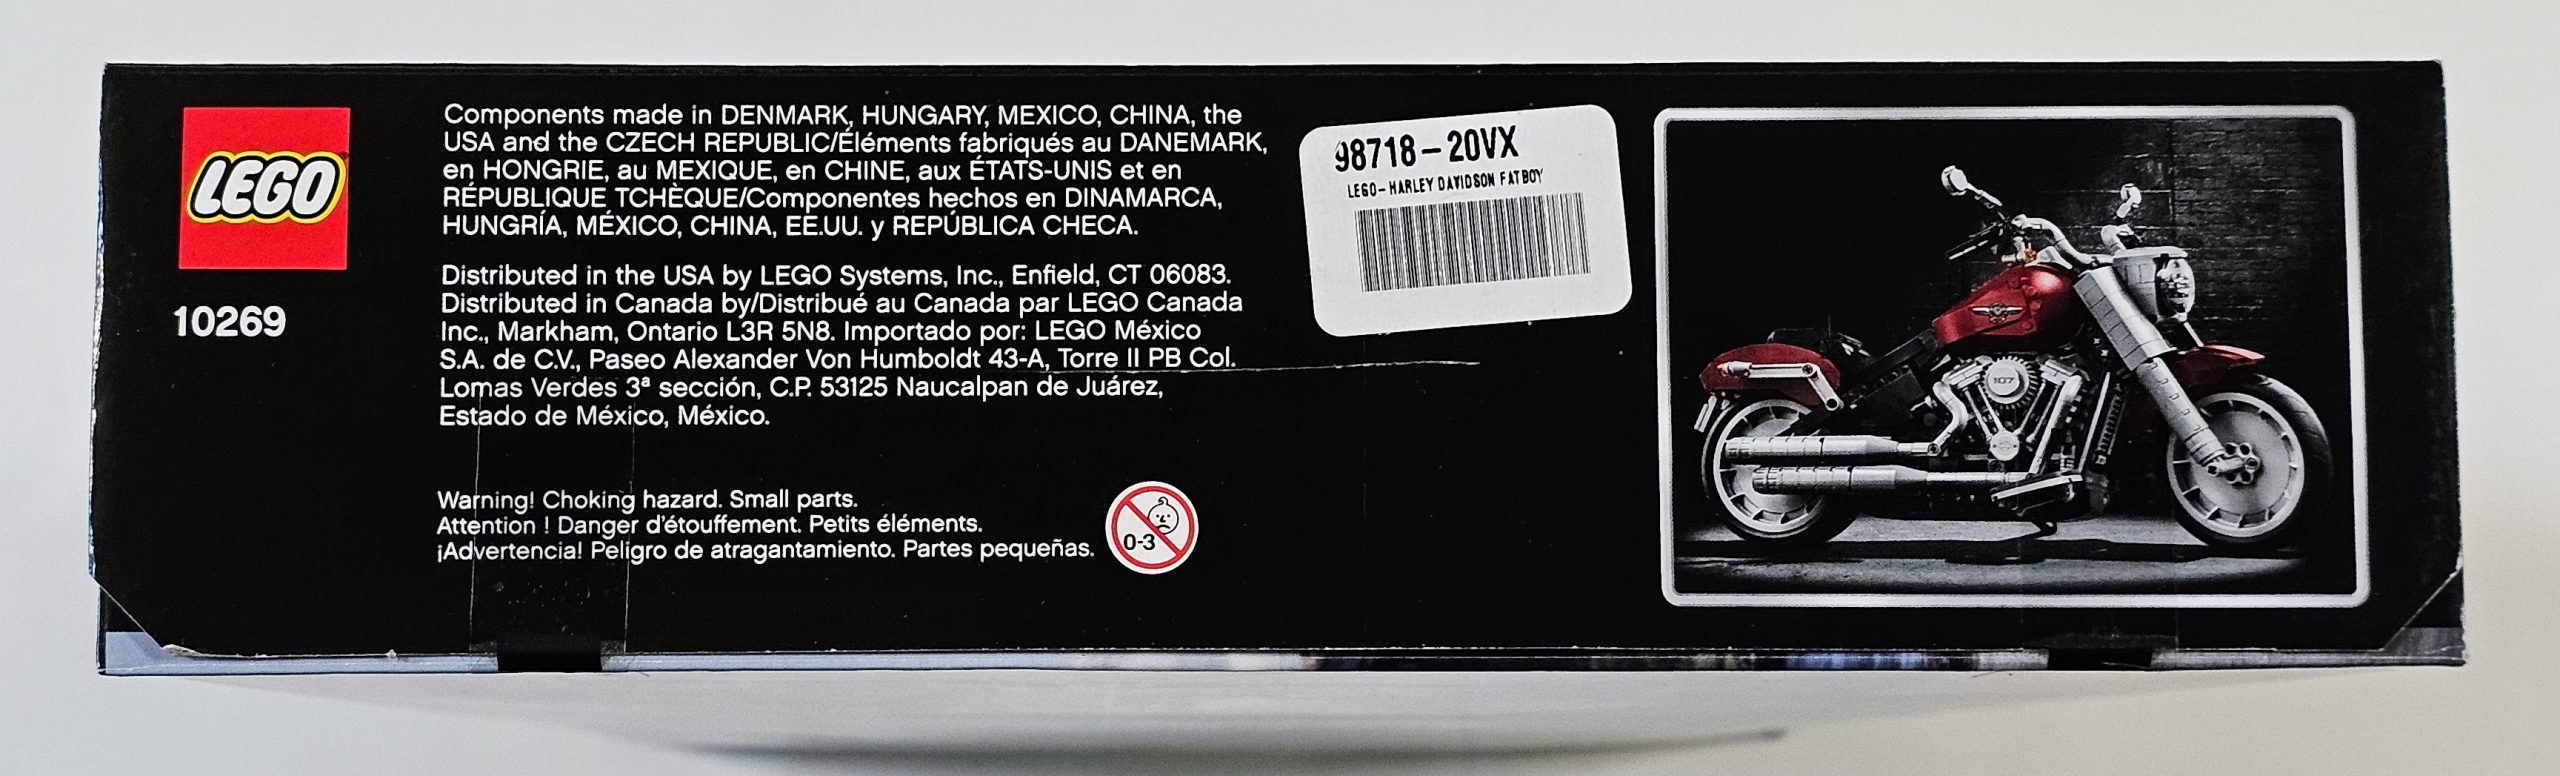 LEGO
10269
Components made in DENMARK, HUNGARY, MEXICO, CHINA, the
USA and the CZECH REPUBLIC/Éléments fabriqués au DANEMARK,
en HONGRIE, au MEXIQUE, en CHINE, aux ÉTATS-UNIS et en
RÉPUBLIQUE TCHÈQUE/Componentes hechos en DINAMARCA,
HUNGRÍA, MÉXICO, CHINA, EE.UU. y REPÚBLICA CHECA.
Distributed in the USA by LEGO Systems, Inc., Enfield, CT 06083.
Distributed in Canada by/Distribué au Canada par LEGO Canada
Inc., Markham, Ontario L3R 5N8. Importado por: LEGO México
S.A. de C.V., Paseo Alexander Von Humboldt 43-A, Torre II PB Col.
Lomas Verdes 3ª sección, C.P. 53125 Naucalpan de Juárez,
Estado de México, México.
Warning! Choking hazard. Small parts.
Attention ! Danger d'étouffement. Petits éléments.
¡Advertencia! Peligro de atragantamiento. Partes pequeñas.
0-3
98718-20VX
LEGO-HARLEY DAVIDSON FATBOY
107